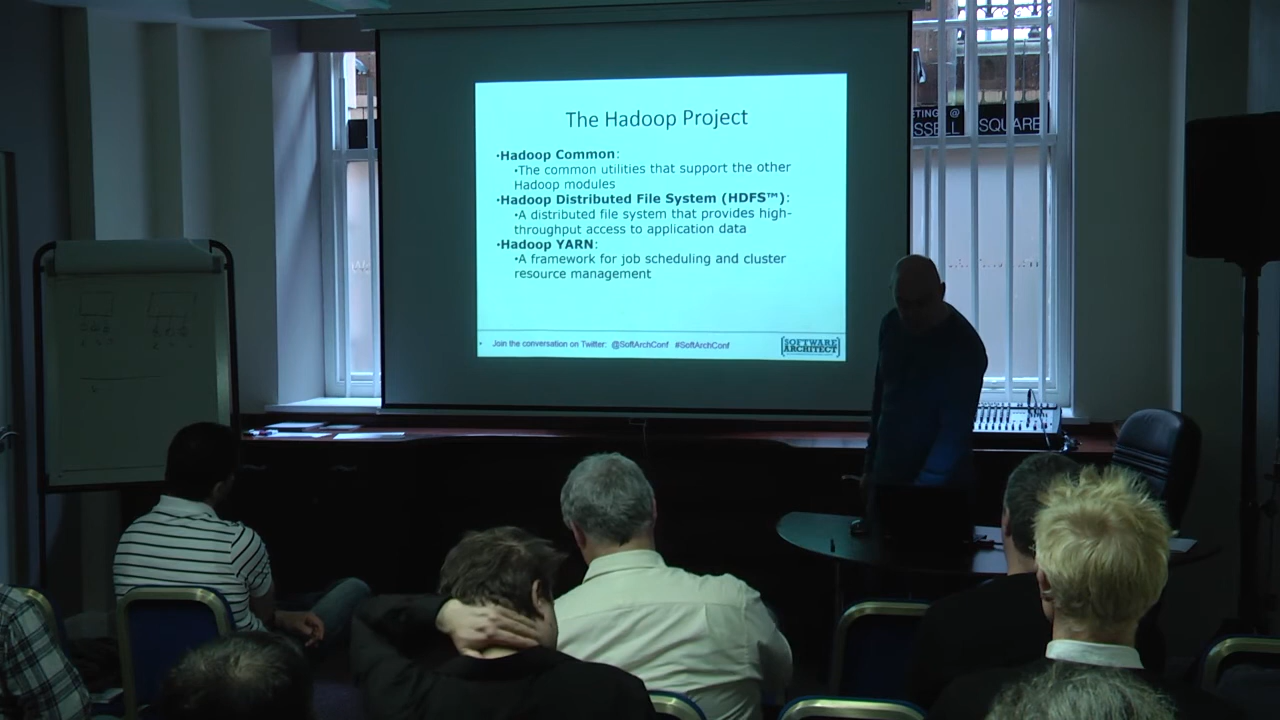 The Hadoop Project
•Hadoop Common:
•The common utilities that support the other
Hadoop modules
•Hadoop Distributed File System (HDFS™):
•A distributed file system that provides high-
throughput access to application data
•Hadoop YARN:
•A framework for job scheduling and cluster
resource management
Join the conversation on Twitter: @SoftArchConf #SoftArchConf
[SOFTWARE
ARCHITECT]
ETING @
SSELL SQUARE